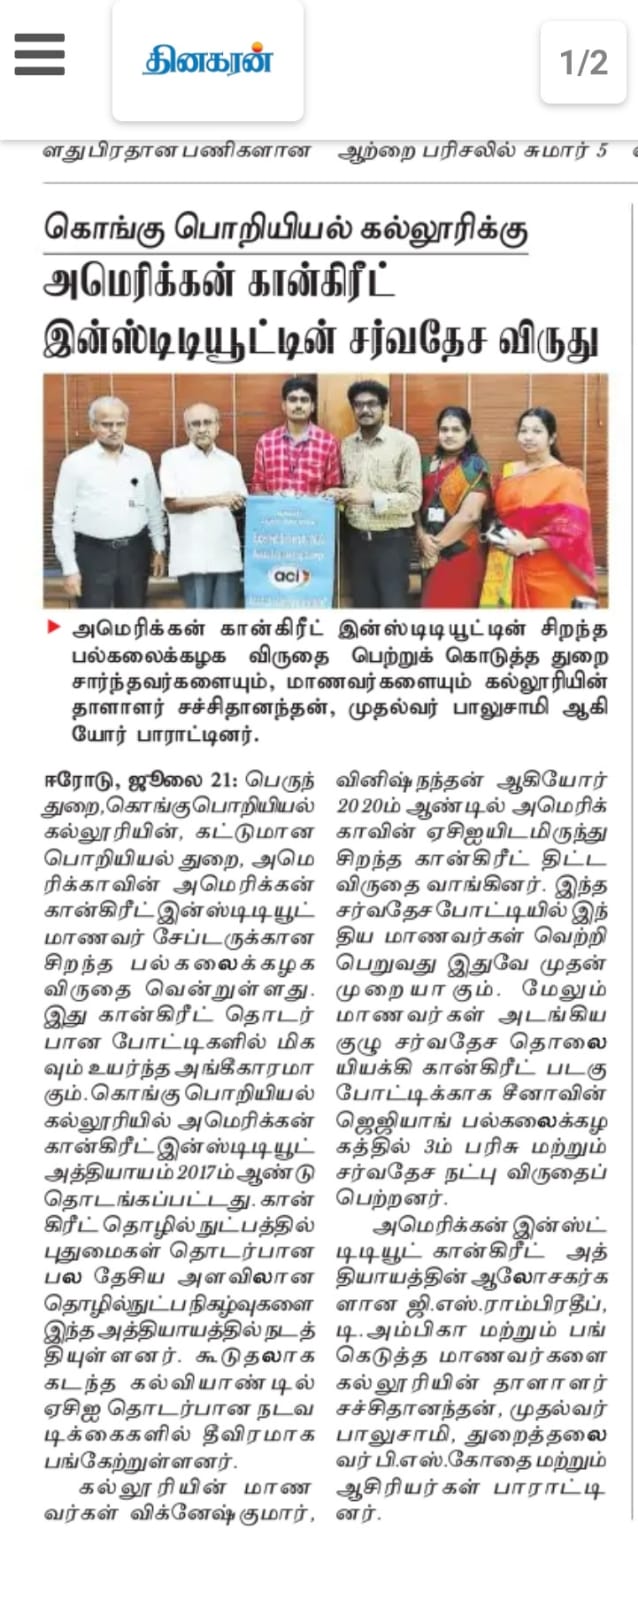 தினகரன்
1/2
ளது பிரதான பணிகளான
ஆற்றை பரிசலில் சுமார் 5
கொங்கு பொறியியல் கல்லூரிக்கு
அமெரிக்கன் கான்கிரீட்
இன்ஸ்டிடியூட்டின் சர்வதேச விருது
aci
அமெரிக்கன் கான்கிரீட் இன்ஸ்டிடியூட்டின் சிறந்த
பல்கலைக்கழக விருதை பெற்றுக் கொடுத்த துறை
சார்ந்தவர்களையும், மாணவர்களையும் கல்லூரியின்
தாளாளர் சச்சிதானந்தன், முதல்வர் பாலுசாமி ஆகி
யோர் பாராட்டினர்.
ஈரோடு, ஜூலை 21: பெருந்
துறை,கொங்கு பொறியியல்
கல்லூரியின், கட்டுமான
பொறியியல் துறை, அமெ
ரிக்காவின் அமெரிக்கன்
கான்கிரீட் இன்ஸ்டிடியூட்
மாணவர் சேப்டருக்கான
சிறந்த பல்கலைக்கழக
விருதை வென்றுள்ளது.
இது கான்கிரீட் தொடர்
பான போட்டிகளில் மிக
வும் உயர்ந்த அங்கீகாரமா
கும். கொங்கு பொறியியல்
கல்லூரியில் அமெரிக்கன்
கான்கிரீட் இன்ஸ்டிடியூட்
அத்தியாயம் 2017ம் ஆண்டு
தொடங்கப்பட்டது. கான்
கிரீட் தொழில் நுட்பத்தில்
புதுமைகள் தொடர்பான
பல தேசிய அளவிலான
தொழில்நுட்ப நிகழ்வுகளை
இந்த அத்தியாயத்தில் நடத்
தியுள்ளனர். கூடுதலாக
கடந்த கல்வியாண்டில்
ஏசிஐ தொடர்பான நடவ
டிக்கைகளில் தீவிரமாக
பங்கேற்றுள்ளனர்.
கல்லூரியின் மாண
வர்கள் விக்னேஷ்குமார்,
வினிஷ் நந்தன் ஆகியோர்
2020ம் ஆண்டில் அமெரிக்
காவின் ஏசிஐயிடமிருந்து
சிறந்த கான்கிரீட் திட்ட
விருதை வாங்கினர். இந்த
சர்வதேச போட்டியில் இந்
திய மாணவர்கள் வெற்றி
பெறுவது இதுவே முதன்
முறையாகும். மேலும்
மாணவர்கள் அடங்கிய
குழு சர்வதேச தொலை
யியக்கி கான்கிரீட் படகு
போட்டிக்காக சீனாவின்
ஜெஜியாங் பல்கலைக்கழ
கத்தில் 3ம் பரிசு மற்றும்
சர்வதேச நட்பு விருதைப்
பெற்றனர்.
அமெரிக்கன் இன்ஸ்ட்
டிடியூட் கான்கிரீட் அத்
தியாயத்தின் ஆலோசகர்க
ளான ஜி.எஸ்.ராம்பிரதீப்,
டி.அம்பிகா மற்றும் பங்
கெடுத்த மாணவர்களை
கல்லூரியின் தாளாளர்
சச்சிதானந்தன், முதல்வர்
பாலுசாமி, துறைத்தலை
வர் பி.எஸ்.கோதை மற்றும்
ஆசிரியர்கள் பாராட்டி
னர்.